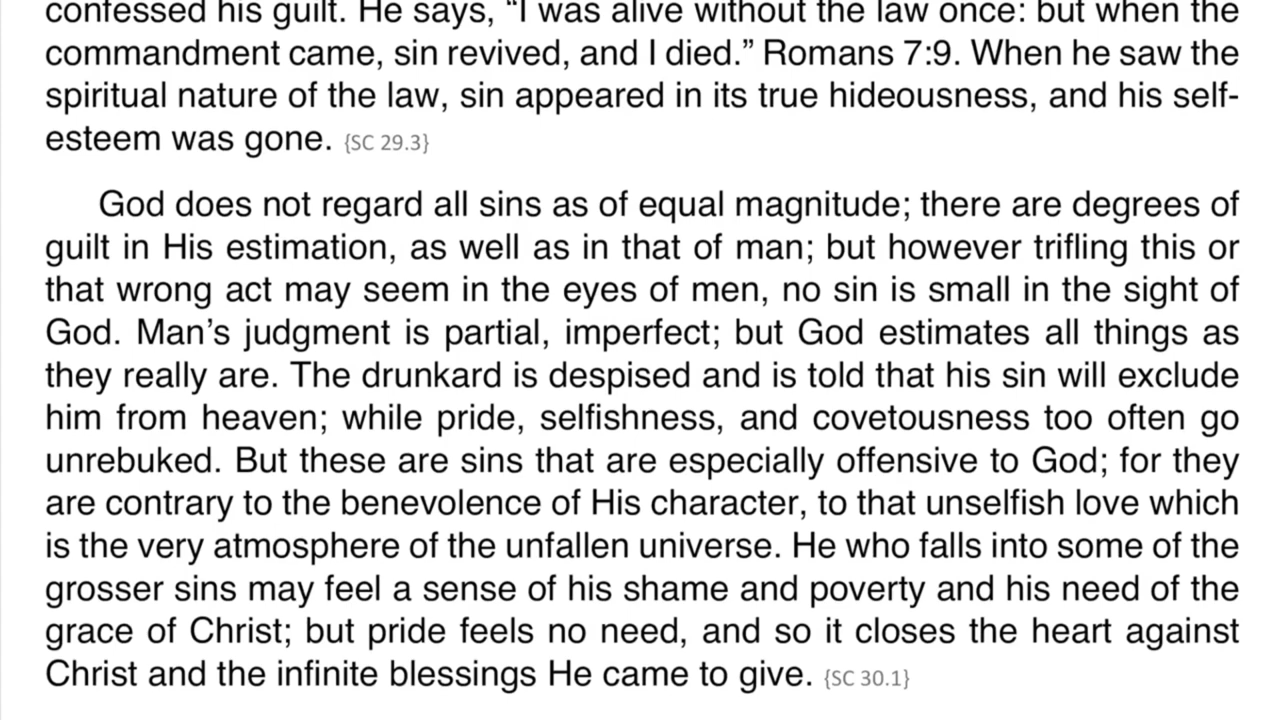 confessed his guilt. He says, “I was alive without the law once: but when the
commandment came, sin revived, and I died.” Romans 7:9. When he saw the
spiritual nature of the law, sin appeared in its true hideousness, and his self-
esteem was gone. {SC 29.3}
God does not regard all sins as of equal magnitude; there are degrees of
guilt in His estimation, as well as in that of man; but however trifling this or
that wrong act may seem in the eyes of men, no sin is small in the sight of
God. Man’s judgment is partial, imperfect; but God estimates all things as
they really are. The drunkard is despised and is told that his sin will exclude
him from heaven; while pride, selfishness, and covetousness too often go
unrebuked. But these are sins that are especially offensive to God; for they
are contrary to the benevolence of His character, to that unselfish love which
is the very atmosphere of the unfallen universe. He who falls into some of the
grosser sins may feel a sense of his shame and poverty and his need of the
grace of Christ; but pride feels no need, and so it closes the heart against
Christ and the infinite blessings He came to give. {SC 30.1}